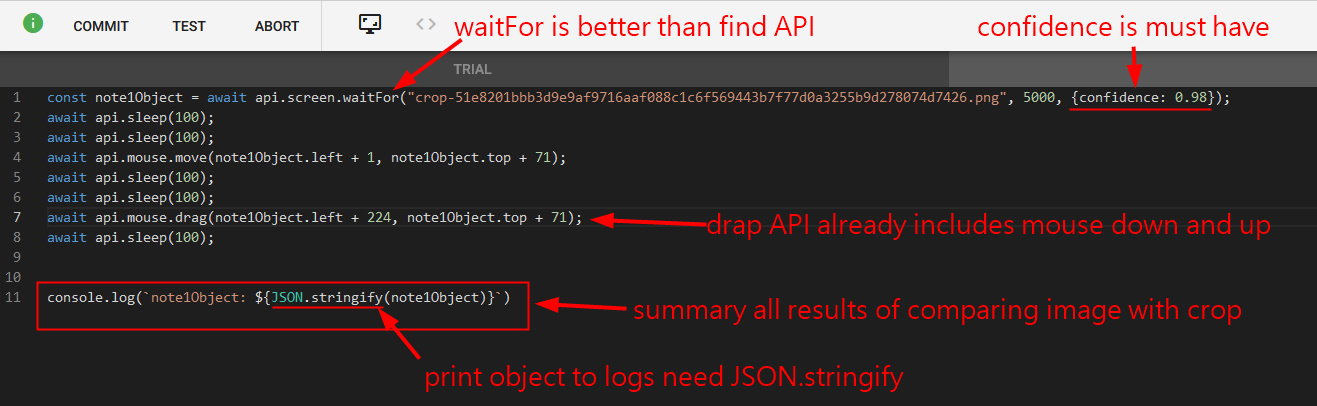 COMMIT TEST ABORT < >
waitFor is better than find API
confidence is must have
TRIAL
1 const note1Object = await api.screen.waitFor("crop-51e8201bbb3d9e9af9716aaf088c1c6f569443b7f77d0a3255b9d278074d7426.png", 5000, {confidence: 0.98});
2 await api.sleep(100);
3 await api.sleep(100);
4 await api.mouse.move(note1Object.left + 1, note1Object.top + 71);
5 await api.sleep(100);
6 await api.sleep(100);
7 await api.mouse.drag(note1Object.left + 224, note1Object.top + 71);
drap API already includes mouse down and up
8 await api.sleep(100);
9
10
11 console.log(`note1Object: ${JSON.stringify(note1Object)}`)
summary all results of comparing image with crop
print object to logs need JSON.stringify